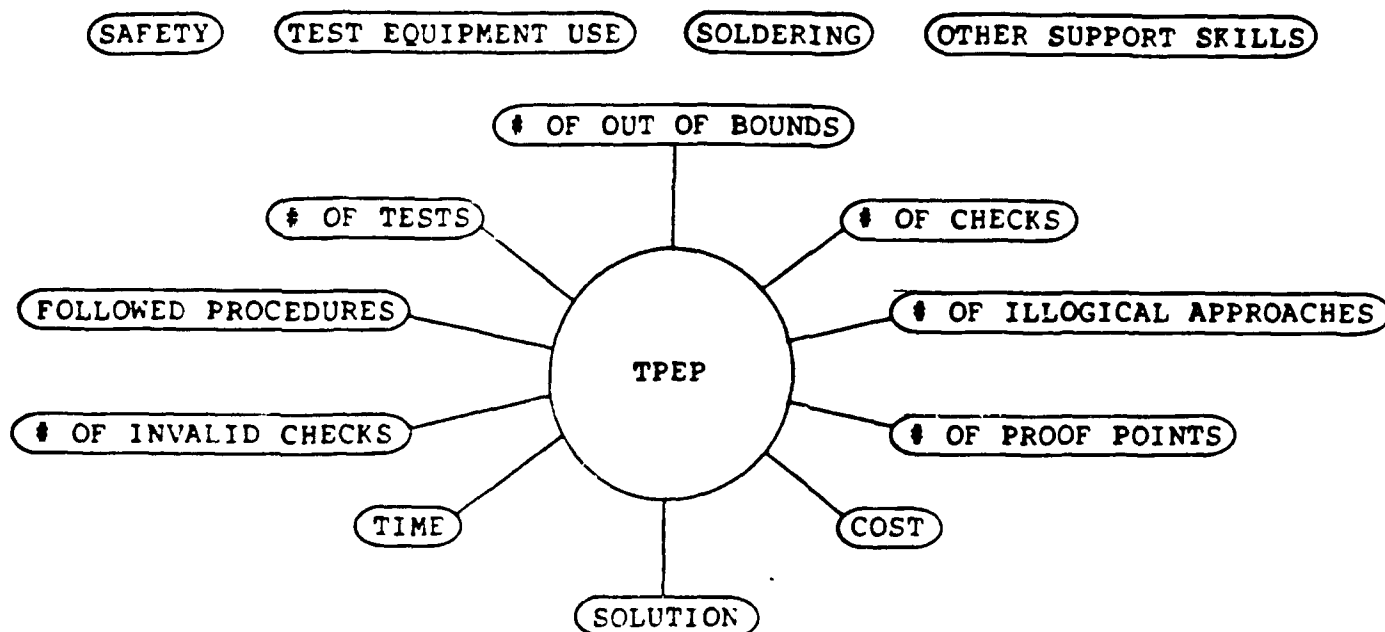 SAFETY TEST EQUIPMENT USE SOLDERING OTHER SUPPORT SKILLS
# OF OUT OF BOUNDS
# OF TESTS # OF CHECKS
FOLLOWED PROCEDURES # OF ILLOGICAL APPROACHES
TPEP
# OF INVALID CHECKS # OF PROOF POINTS
TIME COST
SOLUTION